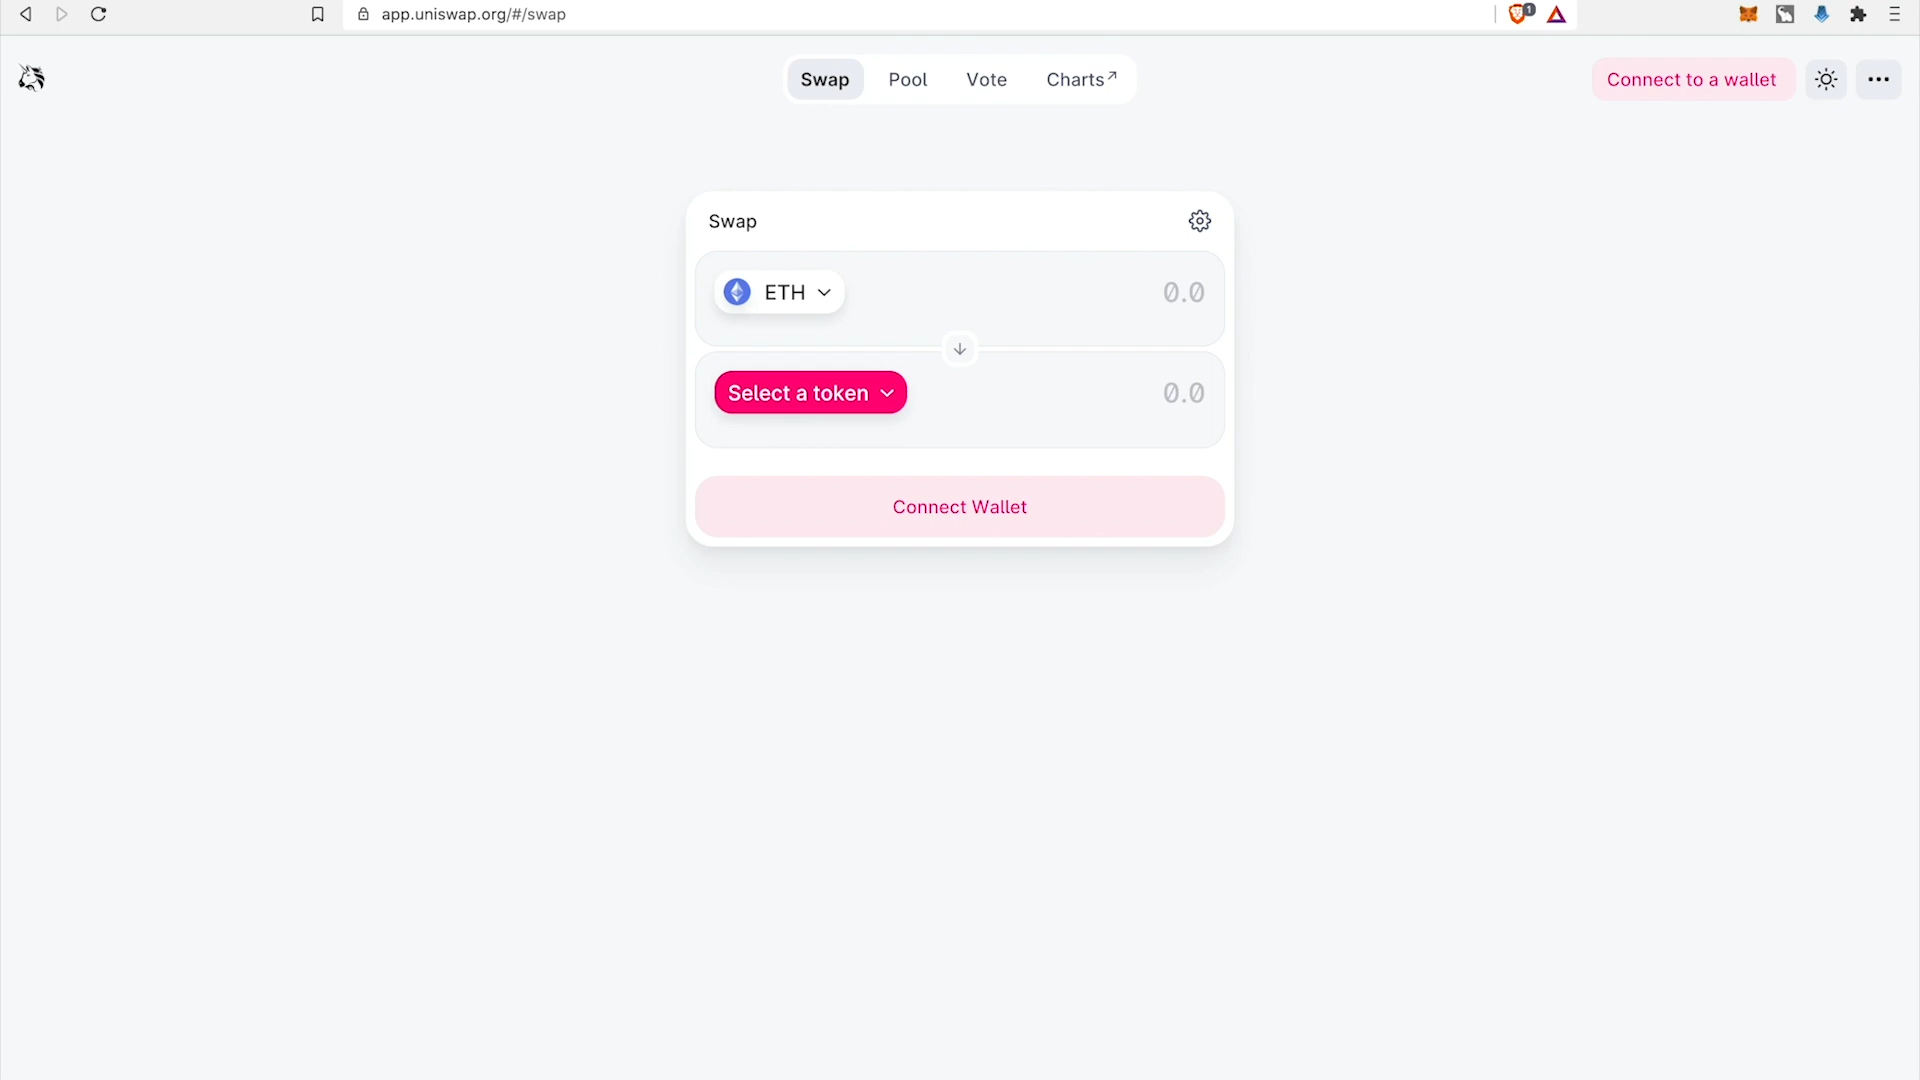 app.uniswap.org/#/swap
1
Swap
Pool
Vote
Charts↗
Connect to a wallet
Swap
ETH
0.0
Select a token
0.0
Connect Wallet